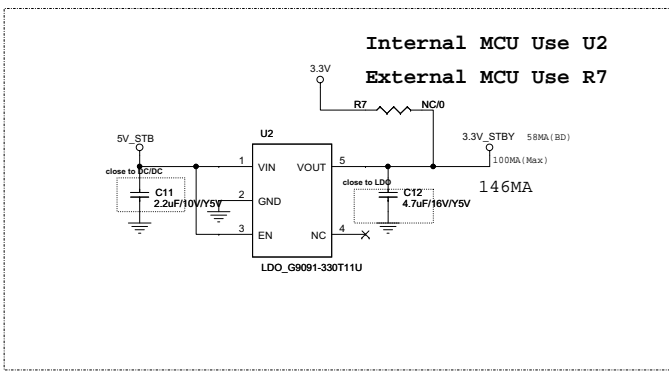 Internal MCU Use U2
External MCU Use R7
3.3V
R7 NC/0
U2
5V_STB
3.3V_STBY 58MA(BD)
100MA(Max)
146MA
close to DC/DC
1 VIN VOUT 5
close to LDO
C11
2.2uF/10V/Y5V
2 GND
C12
4.7uF/16V/Y5V
3 EN NC 4
LDO_G9091-330T11U